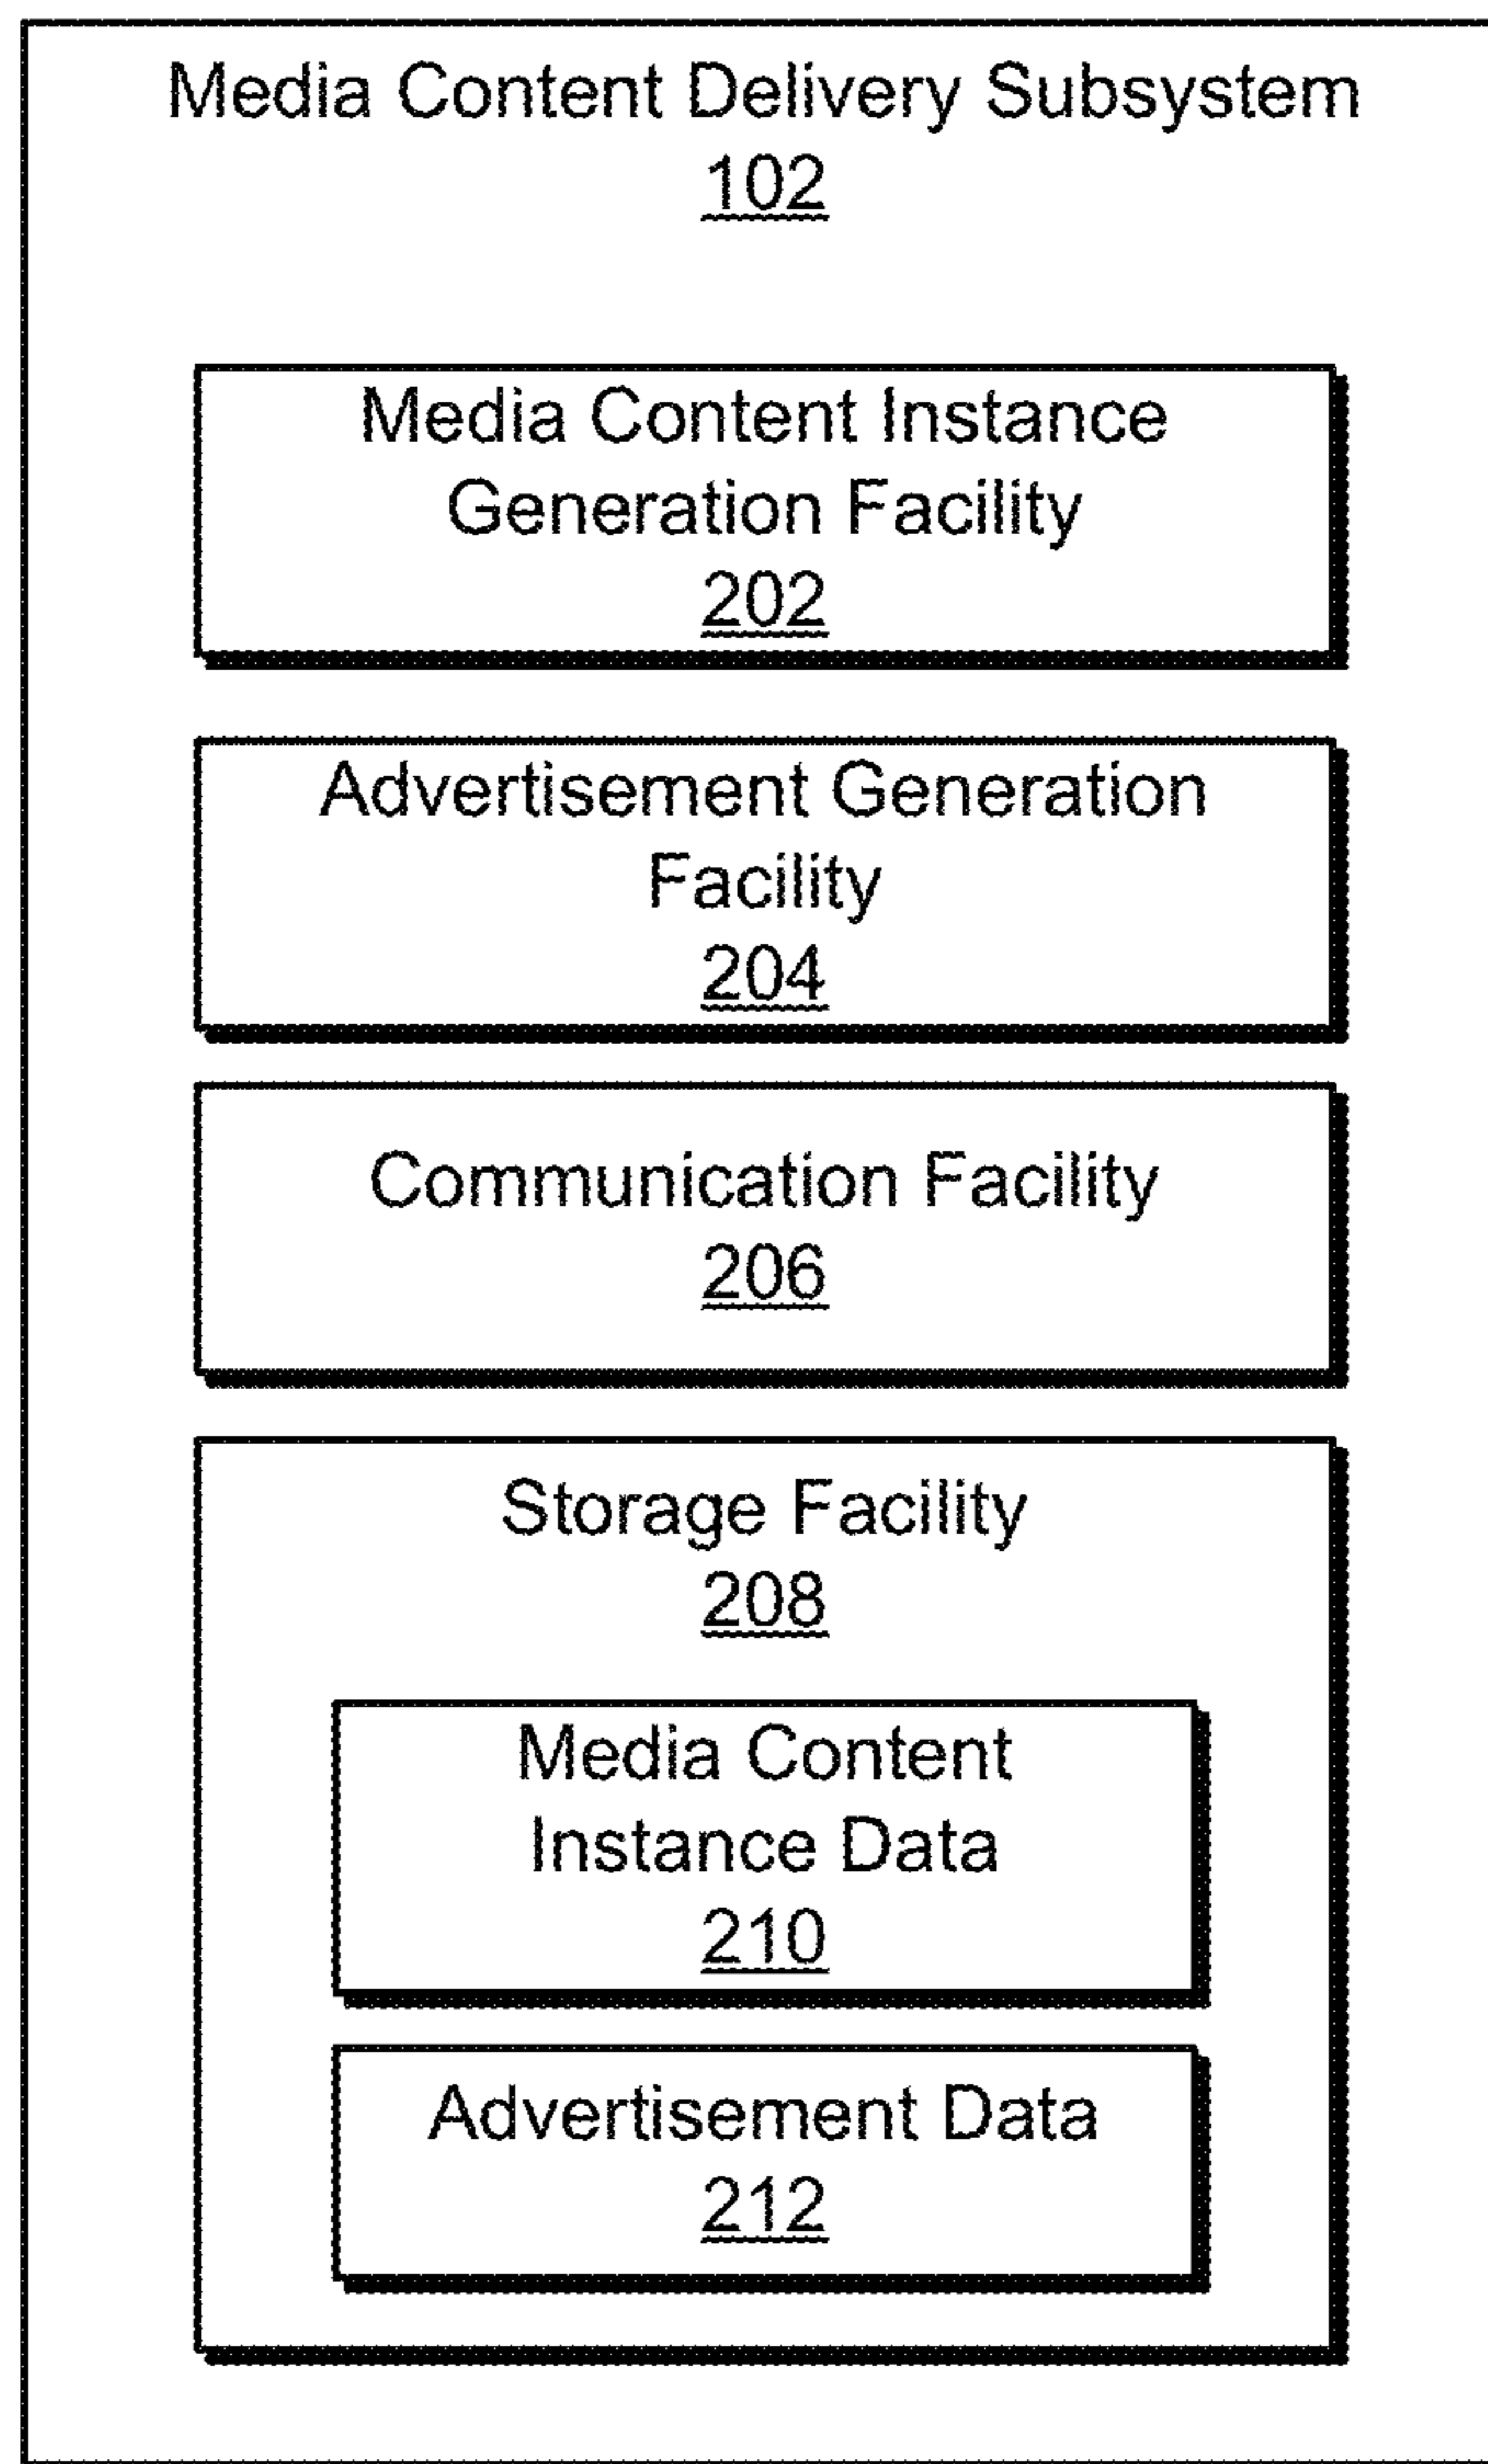 Media Content Delivery Subsystem
102
Media Content Instance
Generation Facility
202
Advertisement Generation
Facility
204
Communication Facility
206
Storage Facility
208
Media Content
Instance Data
210
Advertisement Data
212